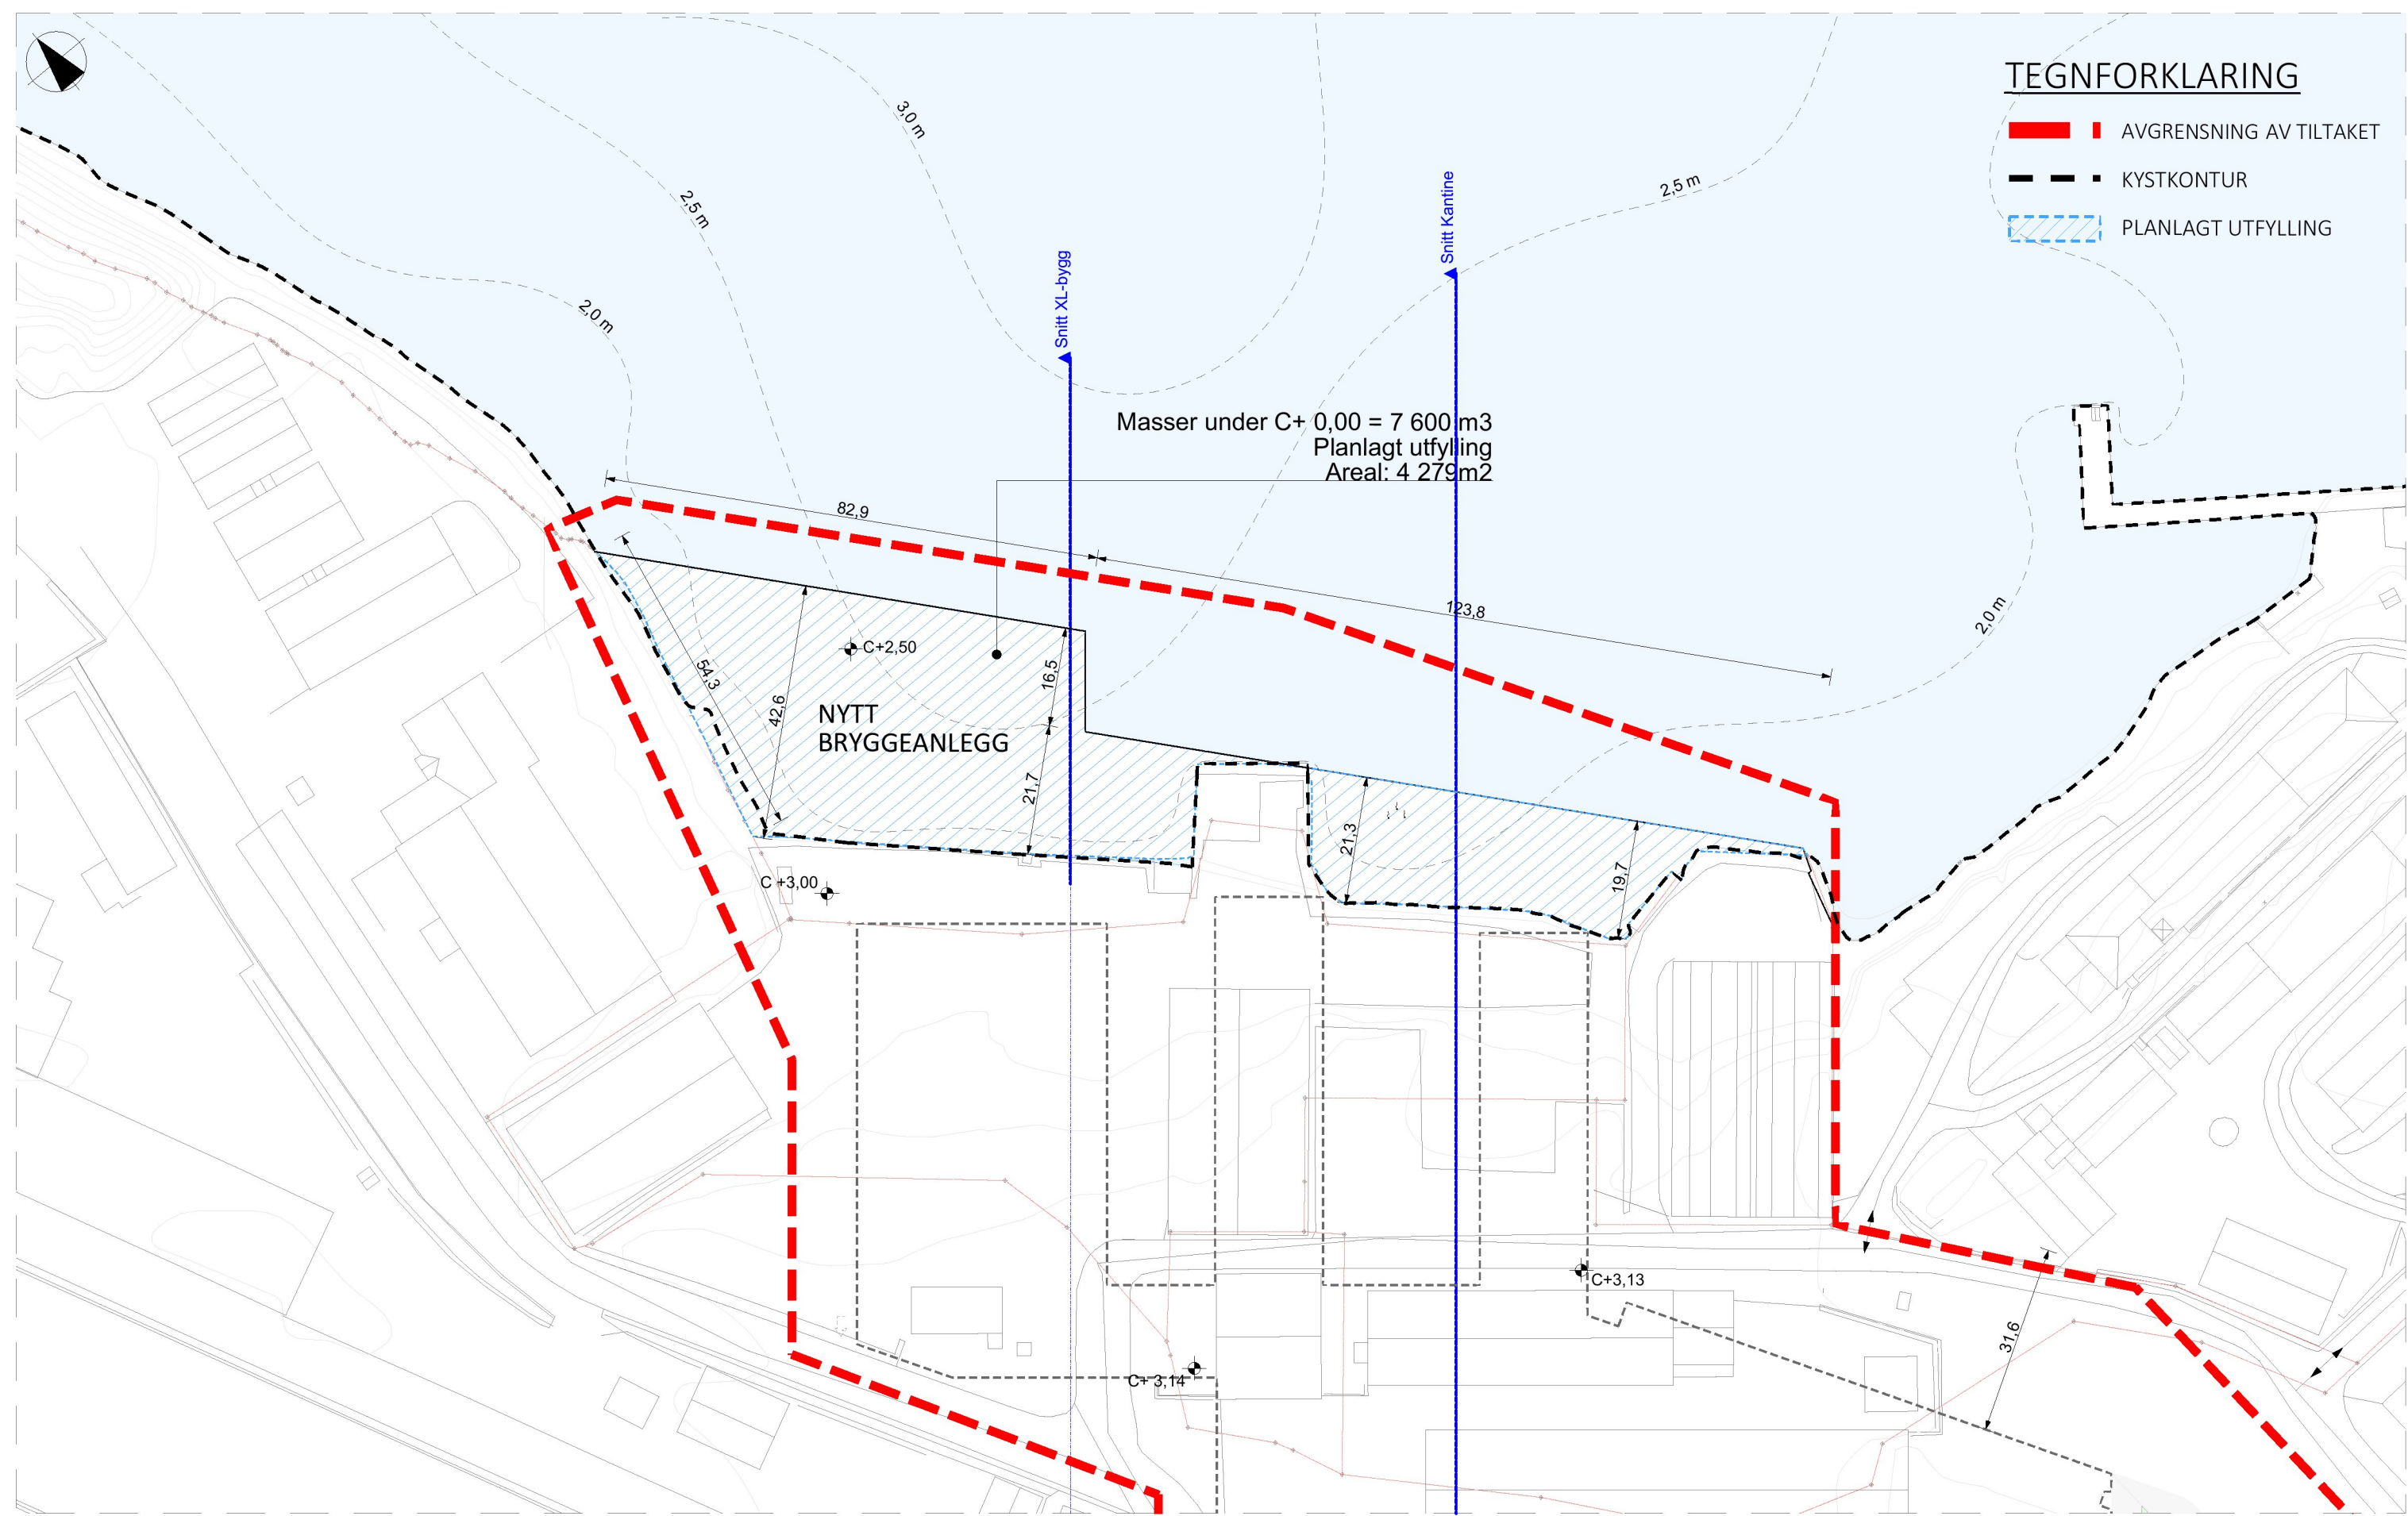 TEGNFORKLARING
AVGRENSNING AV TILTAKET
KYSTKONTUR
PLANLAGT UTFYLLING
3,0 m
2,5 m
2,5 m
2,0 m
2,0 m
Snitt XL-bygg
Snitt Kantine
Masser under C+ 0,00 = 7 600 m3
Planlagt utfylling
Areal: 4 279m2
82,9
123,8
54,3
42,6
C+2,50
16,5
NYTT
BRYGGEANLEGG
21,7
21,3
19,7
C +3,00
C+3,13
31,6
C+ 3,14